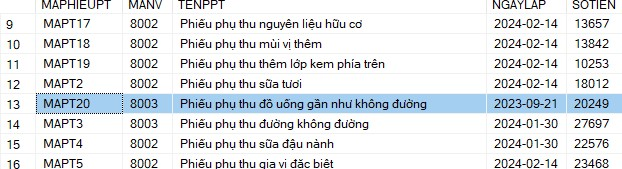 MAPHIEUPT MANV TENPPT NGAYLAP SOTIEN
9 MAPT17 8002 Phiếu phụ thu nguyên liệu hữu cơ 2024-02-14 13657
10 MAPT18 8002 Phiếu phụ thu mùi vị thêm 2024-02-14 13842
11 MAPT19 8002 Phiếu phụ thu thêm lớp kem phía trên 2024-02-14 10253
12 MAPT2 8002 Phiếu phụ thu sữa tươi 2024-02-14 18012
13 MAPT20 8003 Phiếu phụ thu đồ uống gần như không đường 2023-09-21 20249
14 MAPT3 8003 Phiếu phụ thu đường không đường 2024-01-30 27697
15 MAPT4 8002 Phiếu phụ thu sữa đậu nành 2024-01-30 22576
16 MAPT5 8002 Phiếu phụ thu gia vị đặc biệt 2024-02-14 23468